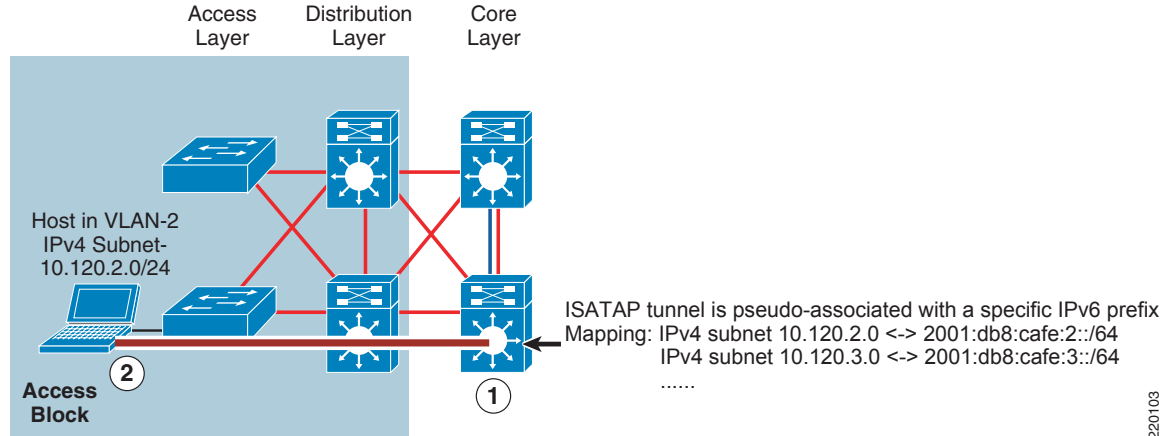 Access
Layer
Distribution
Layer
Core
Layer
Host in VLAN-2
IPv4 Subnet-
10.120.2.0/24
ISATAP tunnel is pseudo-associated with a specific IPv6 prefix
Mapping: IPv4 subnet 10.120.2.0 <-> 2001:db8:cafe:2::/64
IPv4 subnet 10.120.3.0 <-> 2001:db8:cafe:3::/64
......
2
1
Access
Block
220103